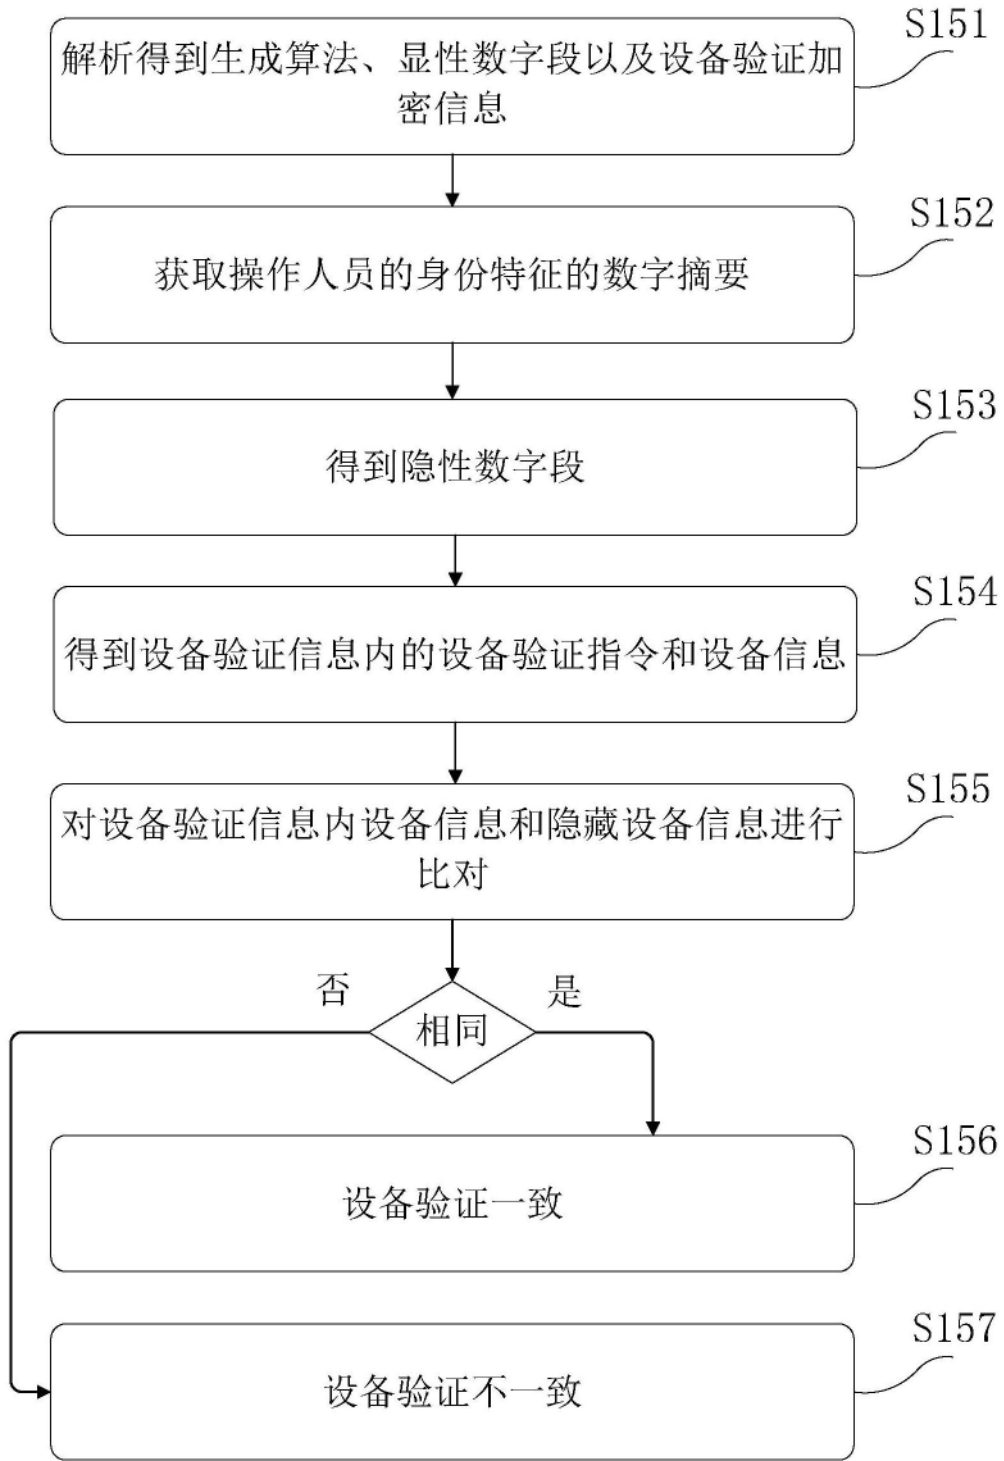 S151
解析得到生成算法、显性数字段以及设备验证加
密信息
S152
获取操作人员的身份特征的数字摘要
S153
得到隐性数字段
S154
得到设备验证信息内的设备验证指令和设备信息
S155
对设备验证信息内设备信息和隐藏设备信息进行
比对
否
是
相同
S156
设备验证一致
S157
设备验证不一致